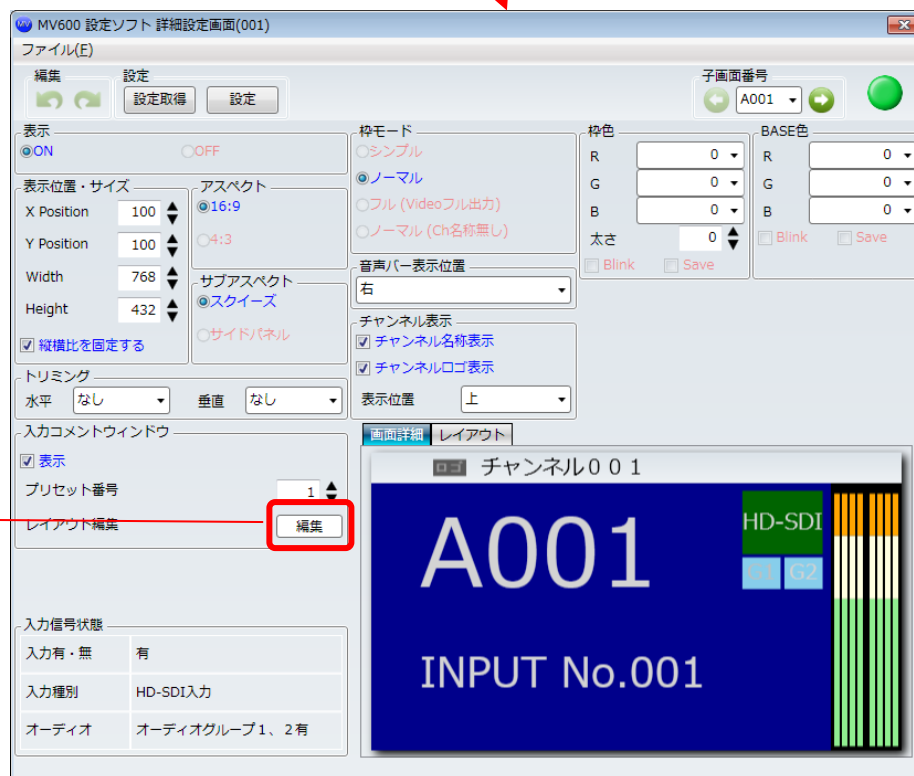 MV600 設定ソフト 詳細設定画面(001)
ファイル(F)
編集 設定 子画面番号
設定取得 設定 A001
表示
ON OFF
表示位置・サイズ
X Position 100
Y Position 100
Width 768
Height 432
縦横比を固定する
アスペクト
16:9
4:3
サブアスペクト
スクイーズ
サイドパネル
トリミング
水平 なし 垂直 なし
入力コメントウィンドウ
表示
プリセット番号 1
レイアウト編集 編集
入力信号状態
入力有・無 有
入力種別 HD-SDI入力
オーディオ オーディオグループ1、2有
枠モード
シンプル
ノーマル
フル (Videoフル出力)
ノーマル (Ch名称無し)
音声バー表示位置
右
チャンネル表示
チャンネル名称表示
チャンネルロゴ表示
表示位置 上
枠色
R 0
G 0
B 0
太さ 0
Blink Save
BASE色
R 0
G 0
B 0
Blink Save
画面詳細 レイアウト
ロゴ チャンネル001
A001
HD-SDI
G1 G2
INPUT No.001